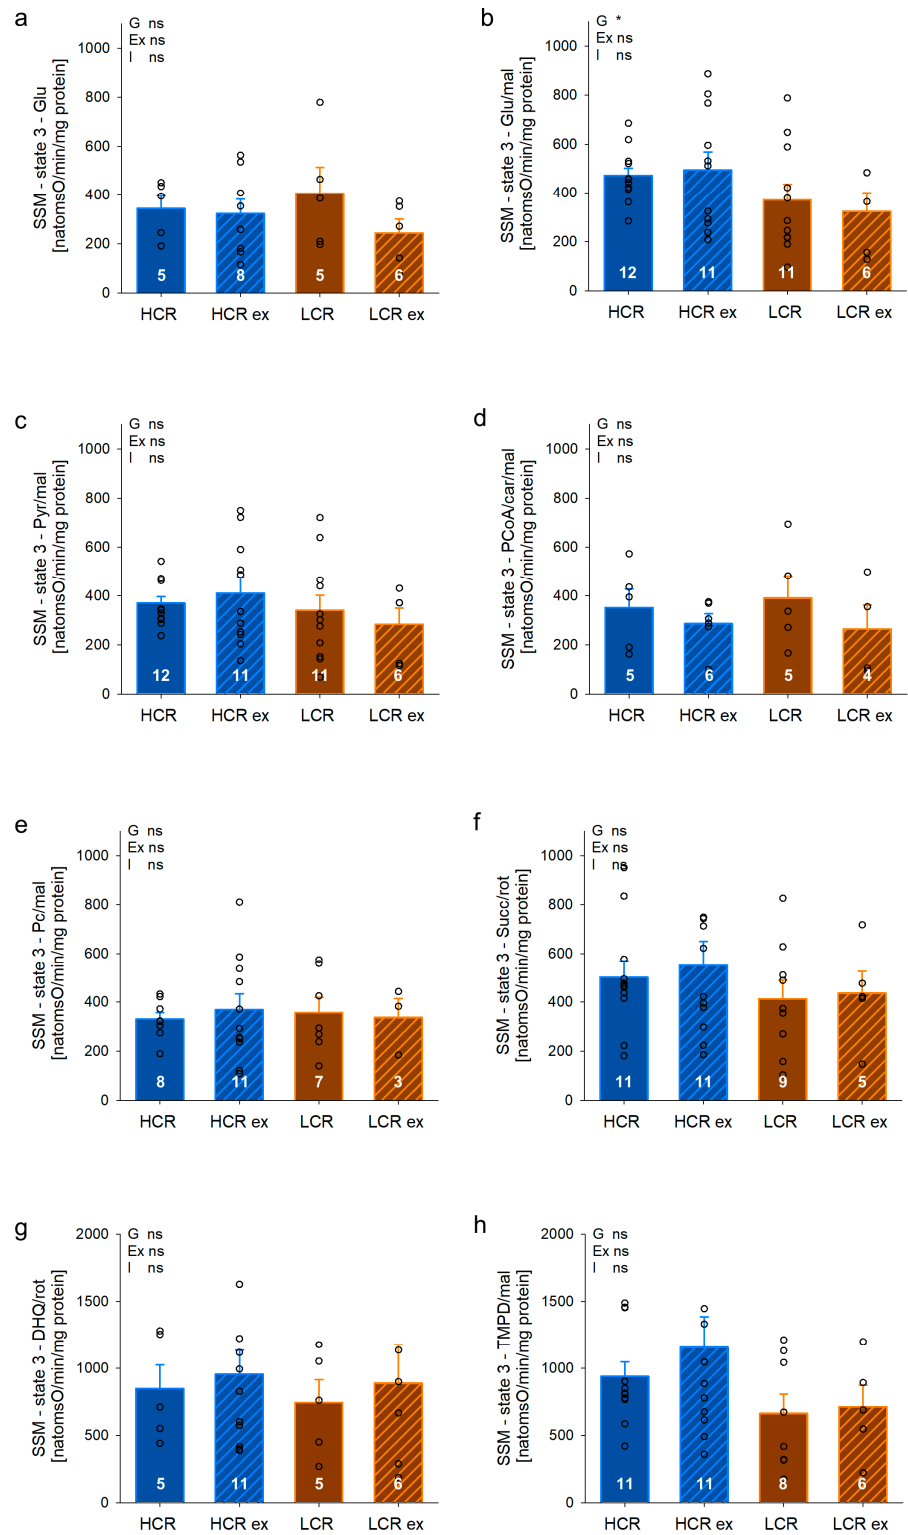 a
G ns
Ex ns
I ns
SSM - state 3 - Glu
[natomsO/min/mg protein]
1000
800
600
400
200
0
5
8
5
6
HCR
HCR ex
LCR
LCR ex
b
G *
Ex ns
I ns
SSM - state 3 - Glu/mal
[natomsO/min/mg protein]
1000
800
600
400
200
0
12
11
11
6
HCR
HCR ex
LCR
LCR ex
c
G ns
Ex ns
I ns
SSM - state 3 - Pyr/mal
[natomsO/min/mg protein]
1000
800
600
400
200
0
12
11
11
6
HCR
HCR ex
LCR
LCR ex
d
G ns
Ex ns
I ns
SSM - state 3 - PCoA/car/mal
[natomsO/min/mg protein]
1000
800
600
400
200
0
5
6
5
4
HCR
HCR ex
LCR
LCR ex
e
G ns
Ex ns
I ns
SSM - state 3 - Pc/mal
[natomsO/min/mg protein]
1000
800
600
400
200
0
8
11
7
3
HCR
HCR ex
LCR
LCR ex
f
G ns
Ex ns
I ns
SSM - state 3 - Succ/rot
[natomsO/min/mg protein]
1000
800
600
400
200
0
11
11
9
5
HCR
HCR ex
LCR
LCR ex
g
G ns
Ex ns
I ns
SSM - state 3 - DHQ/rot
[natomsO/min/mg protein]
2000
1500
1000
500
0
5
11
5
6
HCR
HCR ex
LCR
LCR ex
h
G ns
Ex ns
I ns
SSM - state 3 - TMPD/mal
[natomsO/min/mg protein]
2000
1500
1000
500
0
11
11
8
6
HCR
HCR ex
LCR
LCR ex